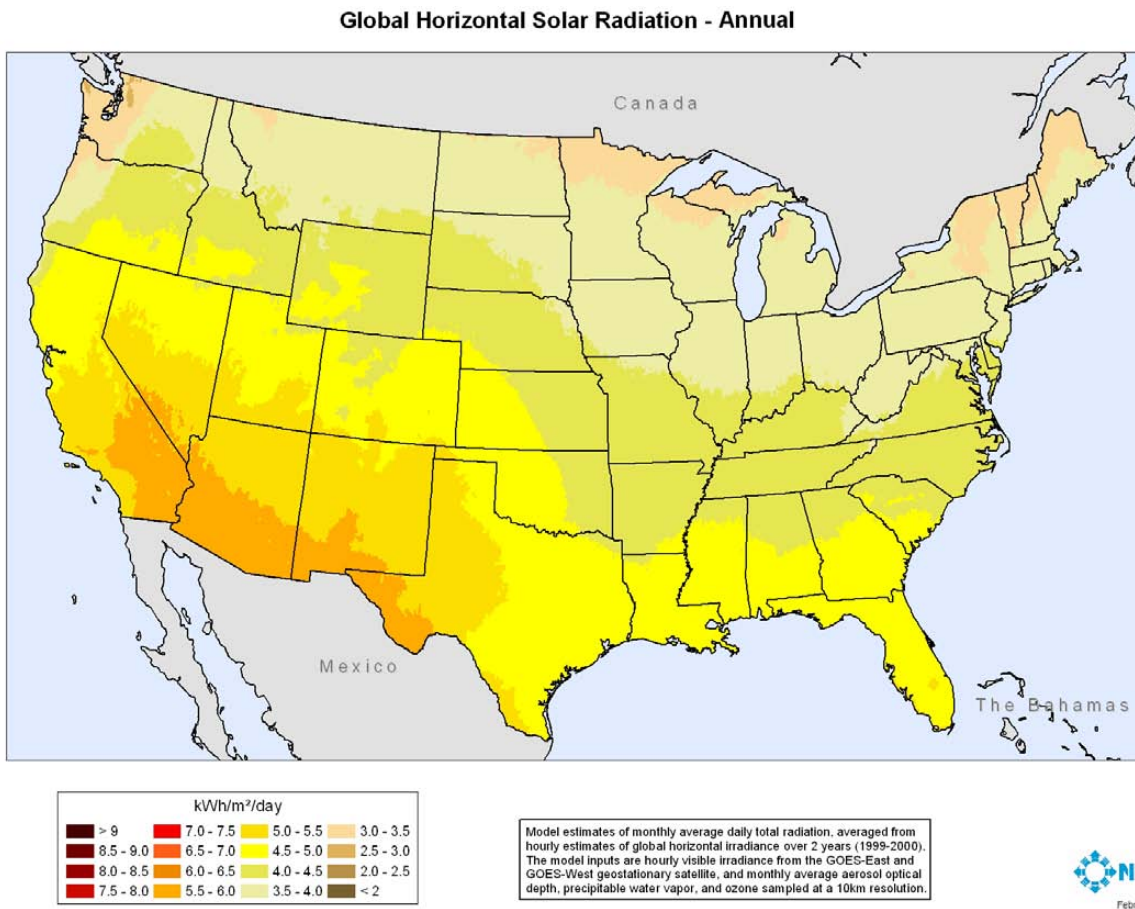 Global Horizontal Solar Radiation - Annual
Canada
Mexico
The Bahamas
kWh/m²/day
> 9
7.0 - 7.5
5.0 - 5.5
3.0 - 3.5
8.5 - 9.0
6.5 - 7.0
4.5 - 5.0
2.5 - 3.0
8.0 - 8.5
6.0 - 6.5
4.0 - 4.5
2.0 - 2.5
7.5 - 8.0
5.5 - 6.0
3.5 - 4.0
< 2
Model estimates of monthly average daily total radiation, averaged from
hourly estimates of global horizontal irradiance over 2 years (1999-2000).
The model inputs are hourly visible irradiance from the GOES-East and
GOES-West geostationary satellite, and monthly average aerosol optical
depth, precipitable water vapor, and ozone sampled at a 10km resolution.
N
Febr